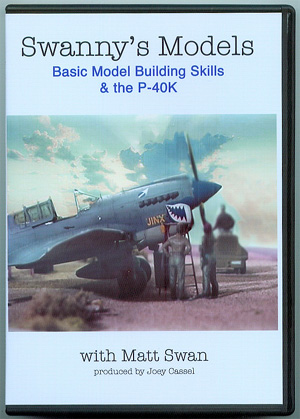 Swanny's Models
Basic Model Building Skills
& the P-40K
JINX
with Matt Swan
produced by Joey Cassel